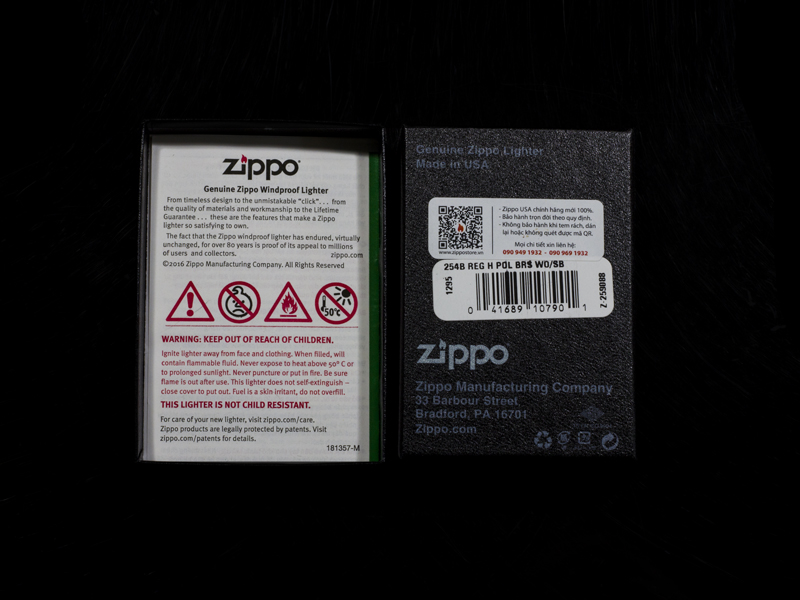 zippo
Genuine Zippo Windproof Lighter
From timeless design to the unmistakable "click" . . . from
the quality of materials and workmanship to the Lifetime
Guarantee . . . these are the features that make a Zippo
lighter so satisfying to own.
The fact that the Zippo windproof lighter has endured, virtually
unchanged, for over 80 years is proof of its appeal to millions
of users and collectors.
zippo.com
©2016 Zippo Manufacturing Company. All Rights Reserved
50°C
WARNING: KEEP OUT OF REACH OF CHILDREN.
Ignite lighter away from face and clothing. When filled, will
contain flammable fluid. Never expose to heat above 50° C or
to prolonged sunlight. Never puncture or put in fire. Be sure
flame is out after use. This lighter does not self-extinguish –
close cover to put out. Fuel is skin irritant, do not overfill.
THIS LIGHTER IS NOT CHILD RESISTANT.
For care of your new lighter, visit zippo.com/care.
Zippo products are legally protected by patents. Visit
zippo.com/patents for details.
181357-M
Genuine Zippo Lighter
Made in USA
- Zippo USA chính hãng mới 100%.
- Bảo hành trọn đời theo quy định.
- Không bảo hành khi tem rách, dán
lại hoặc không quét được mã QR.
Mọi chi tiết xin liên hệ:
090 949 1932 - 090 969 1932
www.zippostore.vn
254B REG H POL BRS WO/SB
1295
0 41689 10790 1
Z-259088
zippo
Zippo Manufacturing Company
33 Barbour Street
Bradford, PA 16701
Zippo.com